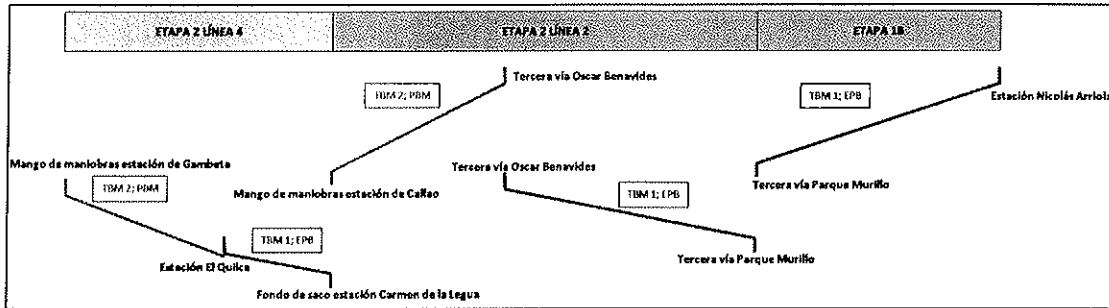 ETAPA 2 LÍNEA 4
ETAPA 2 LÍNEA 2
ETAPA 1B
Tercera vía Oscar Benavides
TBM 2; PBM
TBM 1; EPB
Estación Nicolás Arriola
Mango de maniobras estación de Gambeta
Tercera vía Oscar Benavides
TBM 2; PBM
Mango de maniobras estación de Callao
TBM 1; EPB
Tercera vía Parque Murillo
TBM 1; EPB
Estación El Quilca
Tercera vía Parque Murillo
Fondo de saco estación Carmen de la Legua